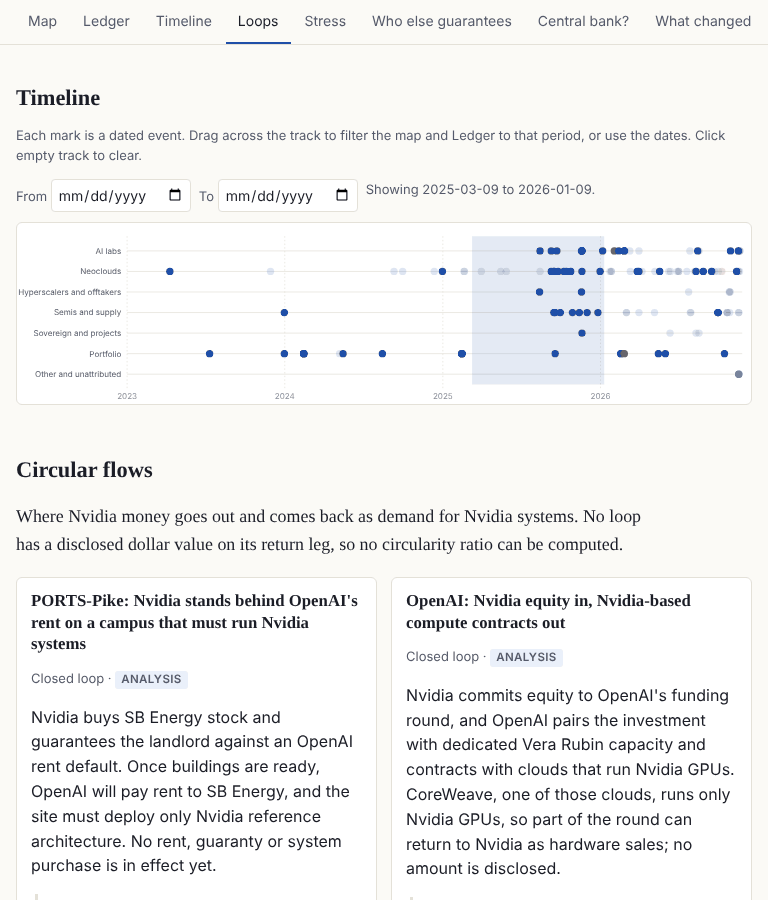 Map Ledger Timeline Loops Stress Who else guarantees Central bank? What changed
Timeline
Each mark is a dated event. Drag across the track to filter the map and Ledger to that period, or use the dates. Click
empty track to clear.
From mm/dd/yyyy To mm/dd/yyyy Showing 2025-03-09 to 2026-01-09.
AI labs
Neoclouds
Hyperscalers and offtakers
Semis and supply
Sovereign and projects
Portfolio
Other and unattributed
2023 2024 2025 2026
Circular flows
Where Nvidia money goes out and comes back as demand for Nvidia systems. No loop
has a disclosed dollar value on its return leg, so no circularity ratio can be computed.
PORTS-Pike: Nvidia stands behind OpenAI's
rent on a campus that must run Nvidia
systems
Closed loop · ANALYSIS
Nvidia buys SB Energy stock and
guarantees the landlord against an OpenAI
rent default. Once buildings are ready,
OpenAI will pay rent to SB Energy, and the
site must deploy only Nvidia reference
architecture. No rent, guaranty or system
purchase is in effect yet.
OpenAI: Nvidia equity in, Nvidia-based
compute contracts out
Closed loop · ANALYSIS
Nvidia commits equity to OpenAI's funding
round, and OpenAI pairs the investment
with dedicated Vera Rubin capacity and
contracts with clouds that run Nvidia GPUs.
CoreWeave, one of those clouds, runs only
Nvidia GPUs, so part of the round can
return to Nvidia as hardware sales; no
amount is disclosed.